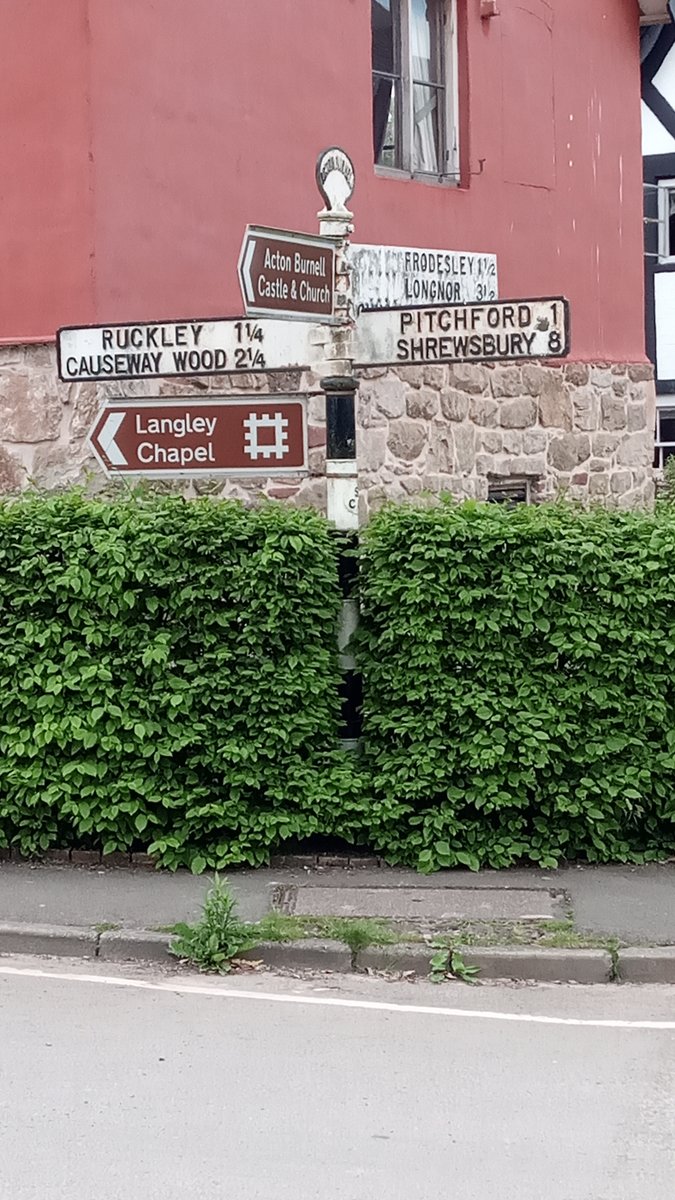 Acton Burnell
Castle & Church
FRODESLEY 1½
LONGNOR 3½
RUCKLEY 1¼
CAUSEWAY WOOD 2¼
PITCHFORD 1
SHREWSBURY 8
Langley
Chapel
S
C